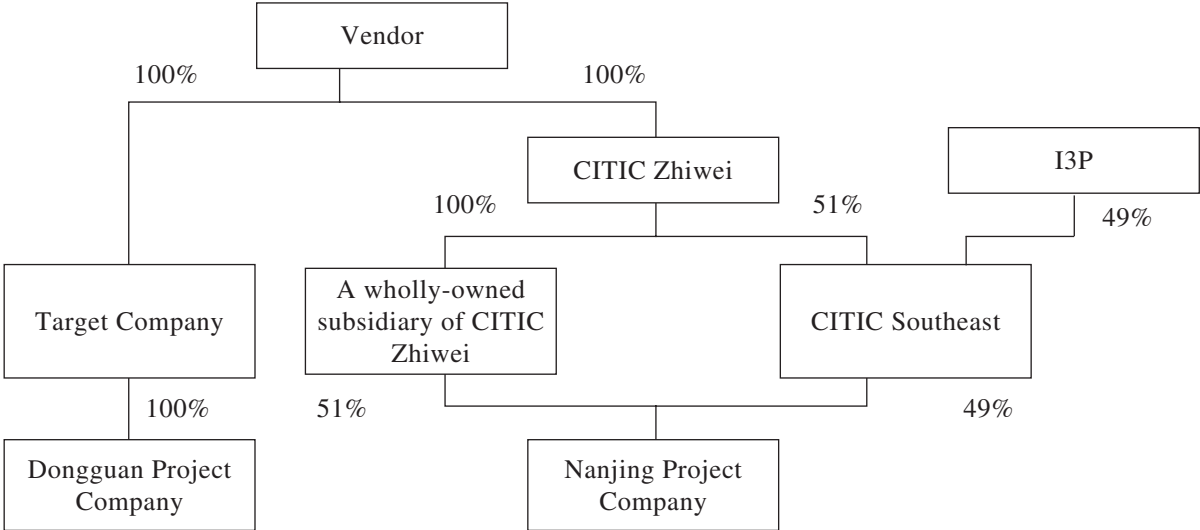 Vendor
100%
100%
CITIC Zhiwei
I3P
100%
51%
49%
Target Company
A wholly-owned
subsidiary of CITIC
Zhiwei
CITIC Southeast
100%
51%
49%
Dongguan Project
Company
Nanjing Project
Company